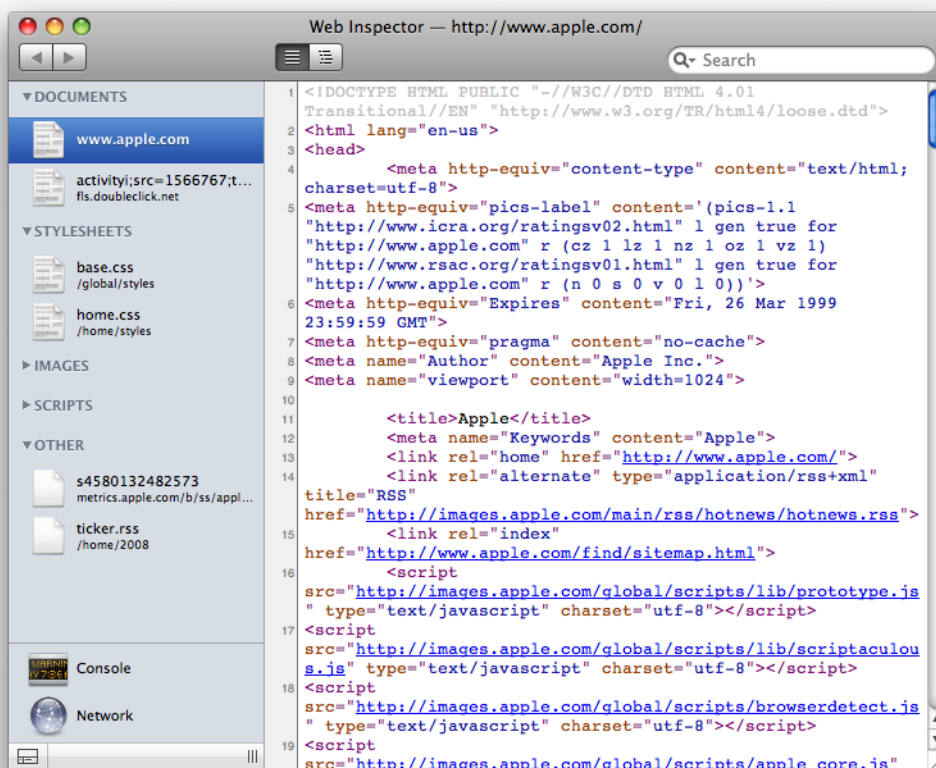 Web Inspector — http://www.apple.com/
Search
DOCUMENTS
www.apple.com
activityi;src=1566767;t...
fls.doubleclick.net
STYLESHEETS
base.css
/global/styles
home.css
/home/styles
IMAGES
SCRIPTS
OTHER
s4580132482573
metrics.apple.com/b/ss/appl...
ticker.rss
/home/2008
Console
Network
1 <!DOCTYPE HTML PUBLIC "-//W3C//DTD HTML 4.01
Transitional//EN" "http://www.w3.org/TR/html4/loose.dtd">
2 <html lang="en-us">
3 <head>
4 <meta http-equiv="content-type" content="text/html;
charset=utf-8">
5 <meta http-equiv="pics-label" content='(pics-1.1
"http://www.icra.org/ratingsv02.html" l gen true for
"http://www.apple.com" r (cz 1 lz 1 nz 1 oz 1 vz 1)
"http://www.rsac.org/ratingsv01.html" l gen true for
"http://www.apple.com" r (n 0 s 0 v 0 l 0))'>
6 <meta http-equiv="Expires" content="Fri, 26 Mar 1999
23:59:59 GMT">
7 <meta http-equiv="pragma" content="no-cache">
8 <meta name="Author" content="Apple Inc.">
9 <meta name="viewport" content="width=1024">
10
11 <title>Apple</title>
12 <meta name="Keywords" content="Apple">
13 <link rel="home" href="http://www.apple.com/">
14 <link rel="alternate" type="application/rss+xml"
title="RSS"
href="http://images.apple.com/main/rss/hotnews/hotnews.rss">
15 <link rel="index"
href="http://www.apple.com/find/sitemap.html">
16 <script
src="http://images.apple.com/global/scripts/lib/prototype.js
" type="text/javascript" charset="utf-8"></script>
17 <script
src="http://images.apple.com/global/scripts/lib/scriptaculou
s.js" type="text/javascript" charset="utf-8"></script>
18 <script
src="http://images.apple.com/global/scripts/browserdetect.js
" type="text/javascript" charset="utf-8"></script>
19 <script
src="http://images.apple.com/global/scripts/apple_core.js"